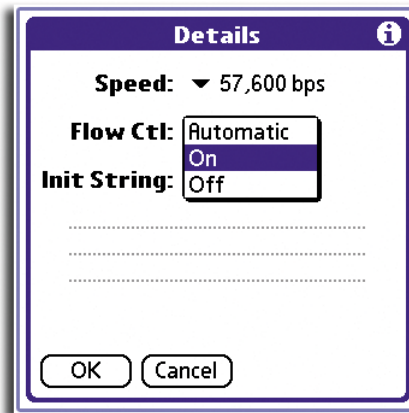 Details
Speed: 57,600 bps
Flow Ctl: Automatic
On
Init String: Off
OK Cancel